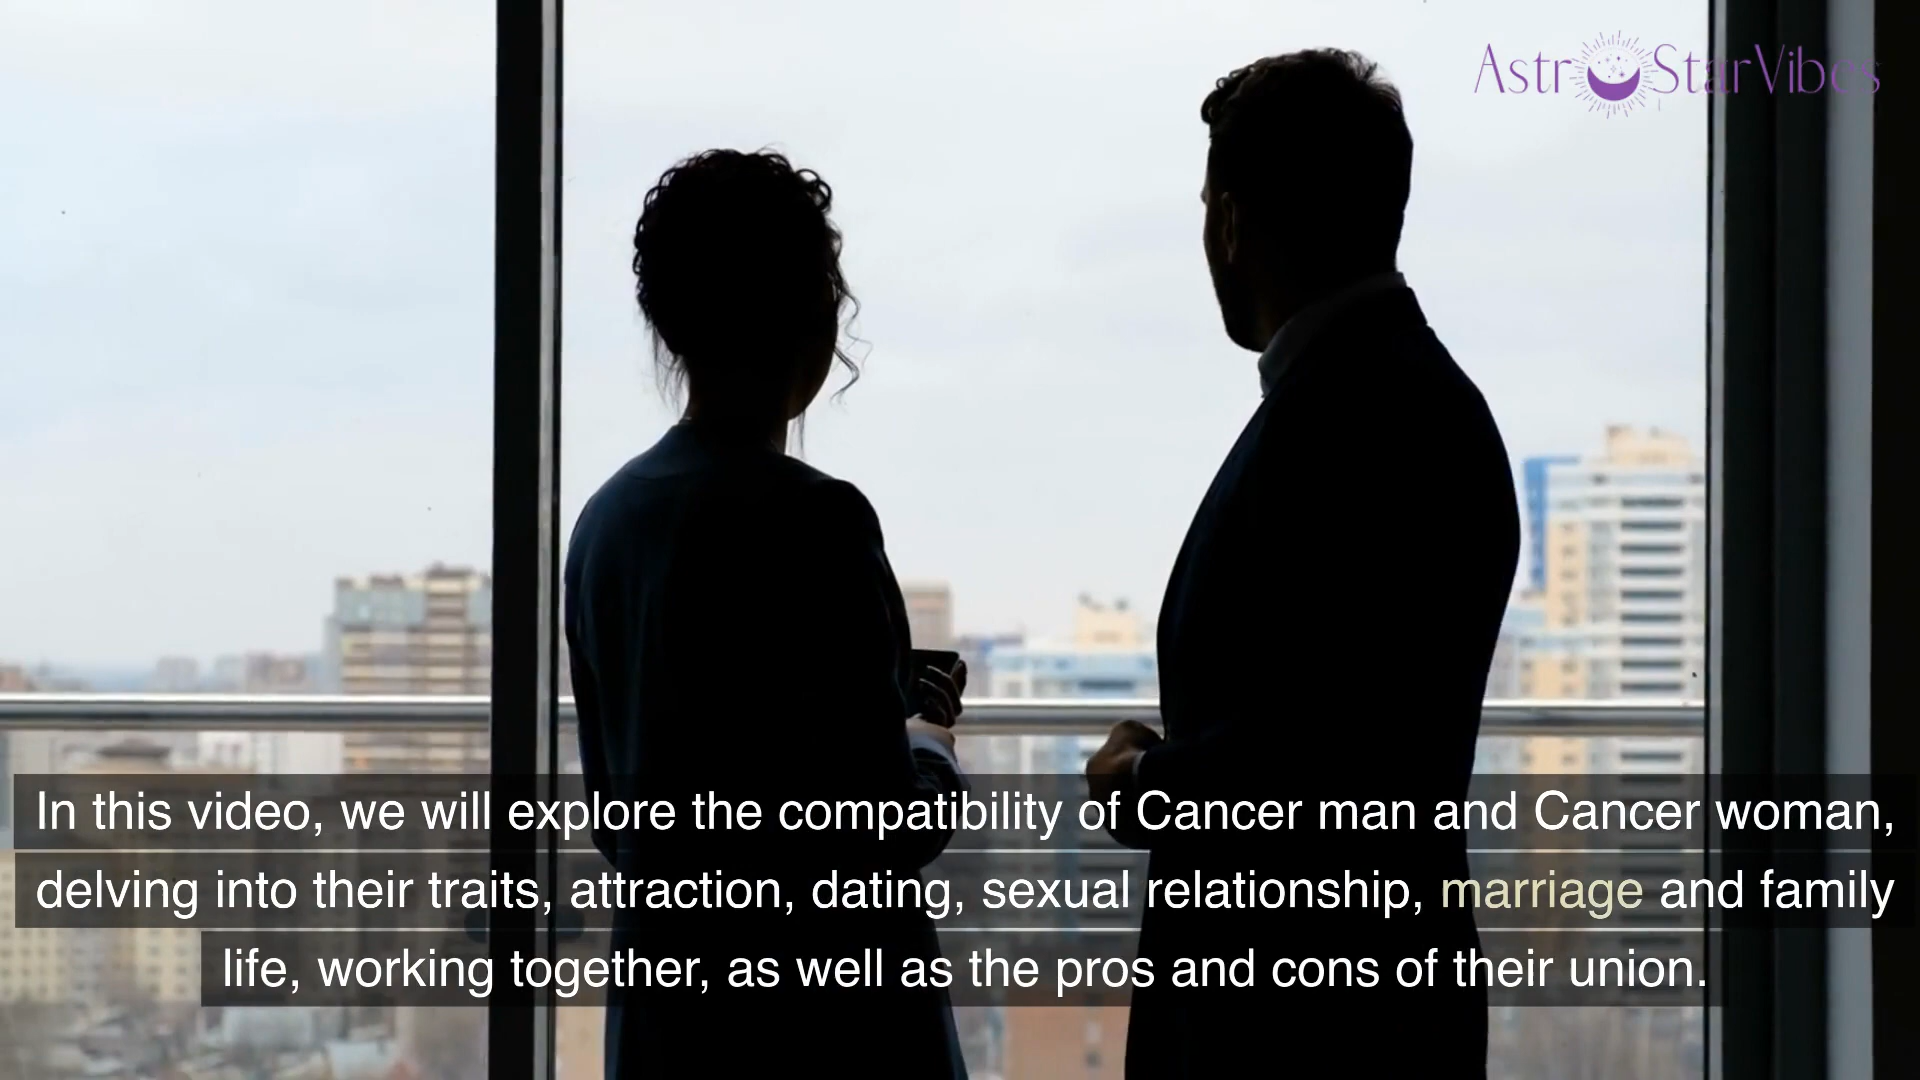 AstroStarVibes
In this video, we will explore the compatibility of Cancer man and Cancer woman,
delving into their traits, attraction, dating, sexual relationship, marriage and family
life, working together, as well as the pros and cons of their union.